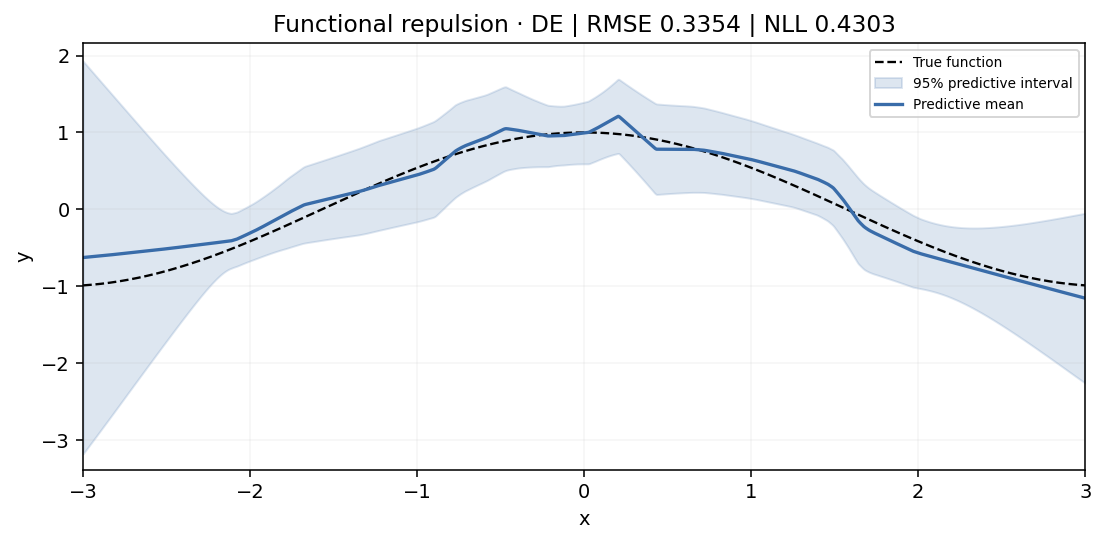 Functional repulsion · DE | RMSE 0.3354 | NLL 0.4303
True function
95% predictive interval
Predictive mean
2
1
0
−1
−2
−3
y
−3 −2 −1 0 1 2 3
x